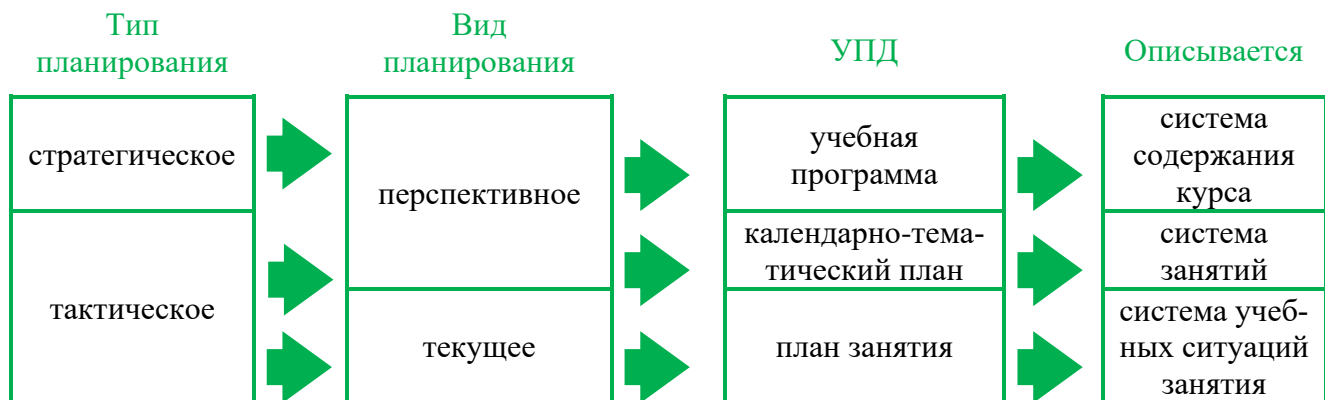 Тип
планирования
Вид
планирования
УПД
Описывается
стратегическое
перспективное
учебная
программа
система
содержания
курса
тактическое
календарно-тема-
тический план
система
занятий
текущее
план занятия
система учеб-
ных ситуаций
занятия